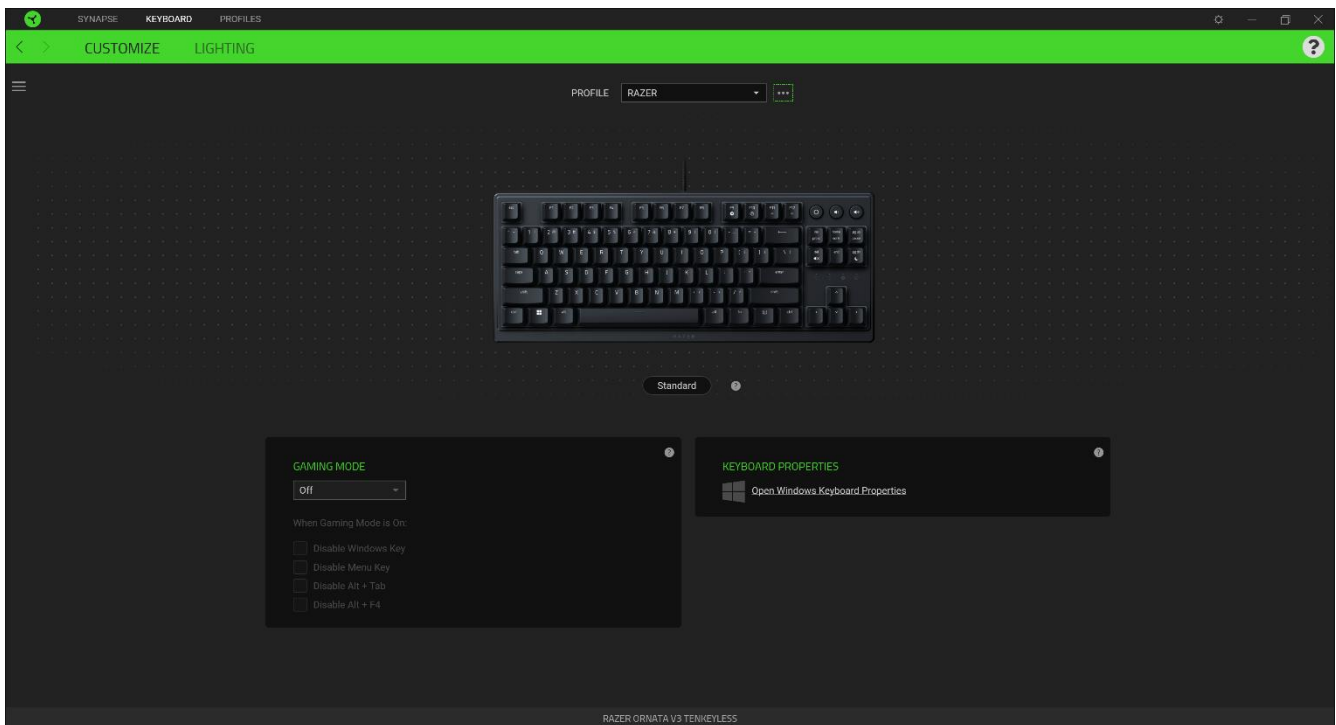 SYNAPSE KEYBOARD PROFILES
CUSTOMIZE LIGHTING
?
PROFILE RAZER
Standard ?
GAMING MODE ?
Off
When Gaming Mode is On:
Disable Windows Key
Disable Menu Key
Disable Alt + Tab
Disable Alt + F4
KEYBOARD PROPERTIES ?
Open Windows Keyboard Properties
RAZER ORNATA V3 TENKEYLESS